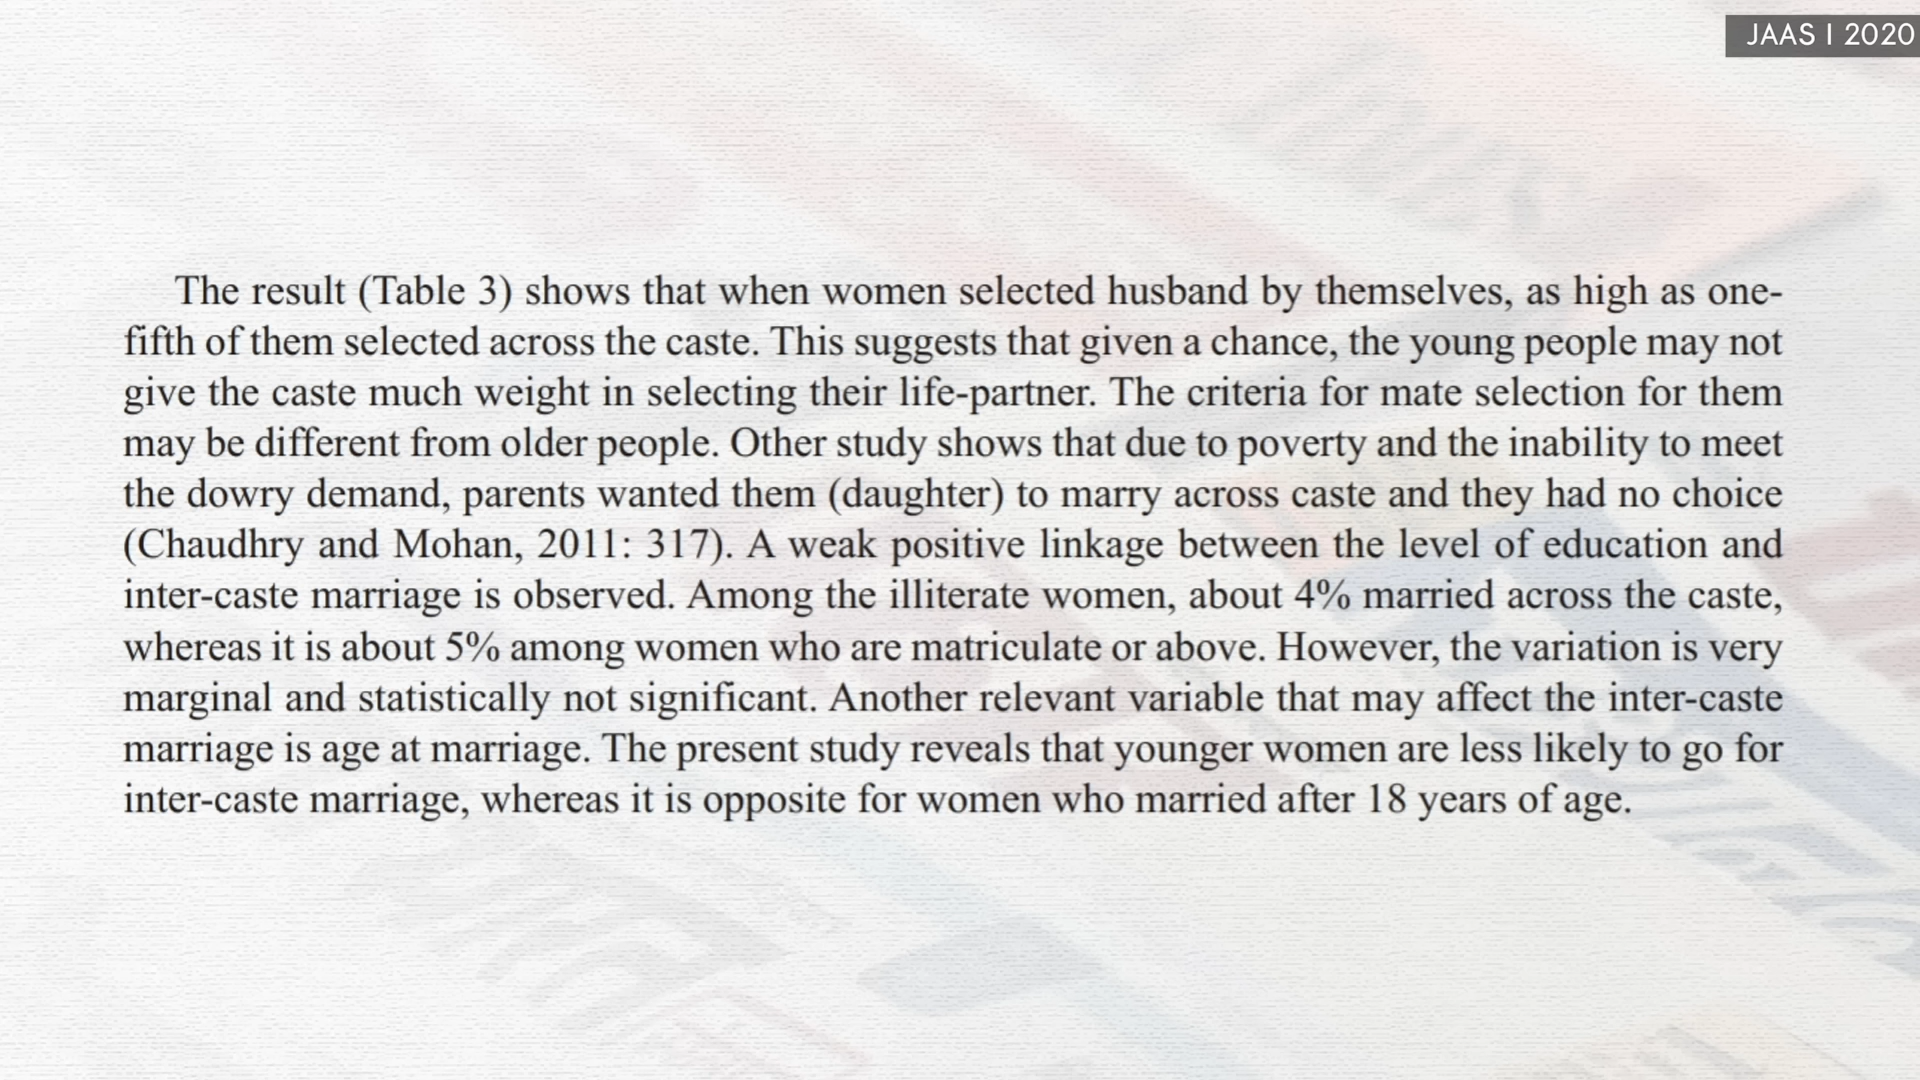 JAAS | 2020
The result (Table 3) shows that when women selected husband by themselves, as high as one-
fifth of them selected across the caste. This suggests that given a chance, the young people may not
give the caste much weight in selecting their life-partner. The criteria for mate selection for them
may be different from older people. Other study shows that due to poverty and the inability to meet
the dowry demand, parents wanted them (daughter) to marry across caste and they had no choice
(Chaudhry and Mohan, 2011: 317). A weak positive linkage between the level of education and
inter-caste marriage is observed. Among the illiterate women, about 4% married across the caste,
whereas it is about 5% among women who are matriculate or above. However, the variation is very
marginal and statistically not significant. Another relevant variable that may affect the inter-caste
marriage is age at marriage. The present study reveals that younger women are less likely to go for
inter-caste marriage, whereas it is opposite for women who married after 18 years of age.